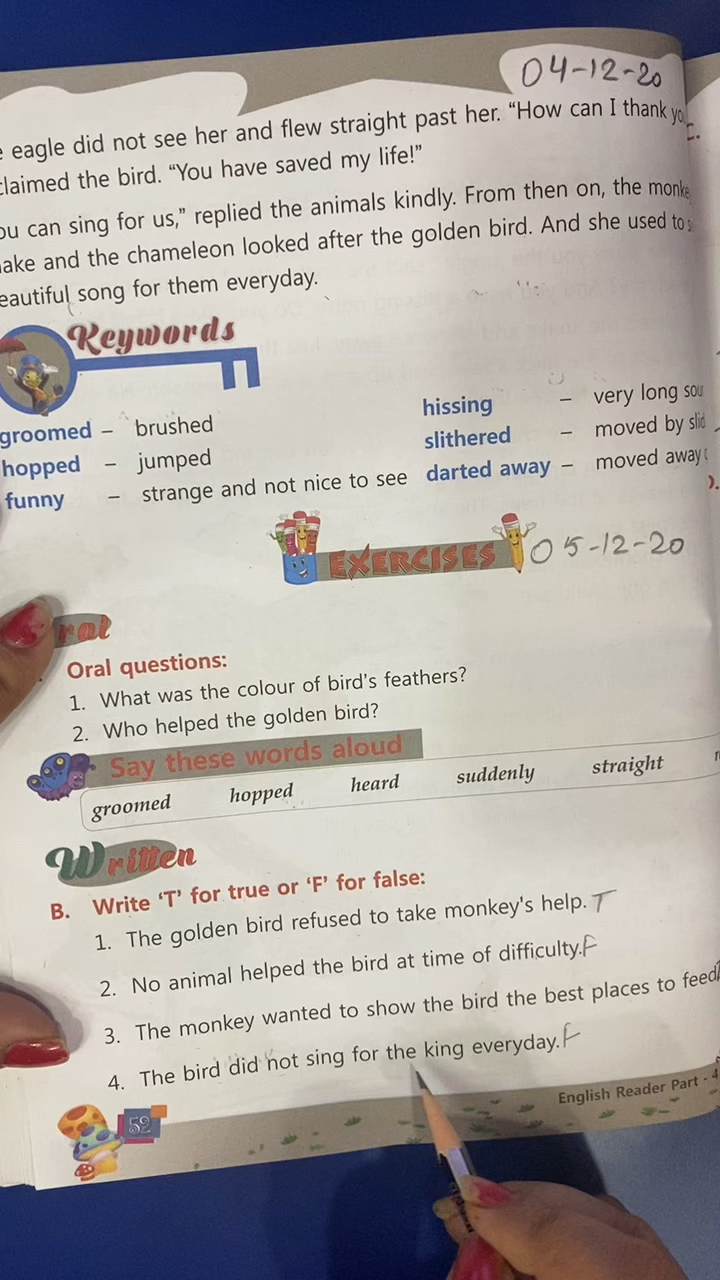 04-12-20
eagle did not see her and flew straight past her. "How can I thank yo
claimed the bird. "You have saved my life!"
ou can sing for us," replied the animals kindly. From then on, the monke
ake and the chameleon looked after the golden bird. And she used to s
eautiful song for them everyday.
Keywords
groomed – brushed
hopped – jumped
funny – strange and not nice to see
hissing – very long sou
slithered – moved by slid
darted away – moved away
EXERCISES 05-12-20
ral
Oral questions:
1. What was the colour of bird's feathers?
2. Who helped the golden bird?
Say these words aloud
groomed hopped heard suddenly straight
Written
B. Write 'T' for true or 'F' for false:
1. The golden bird refused to take monkey's help. T
2. No animal helped the bird at time of difficulty. F
3. The monkey wanted to show the bird the best places to feed
4. The bird did not sing for the king everyday. F
English Reader Part - 4
52